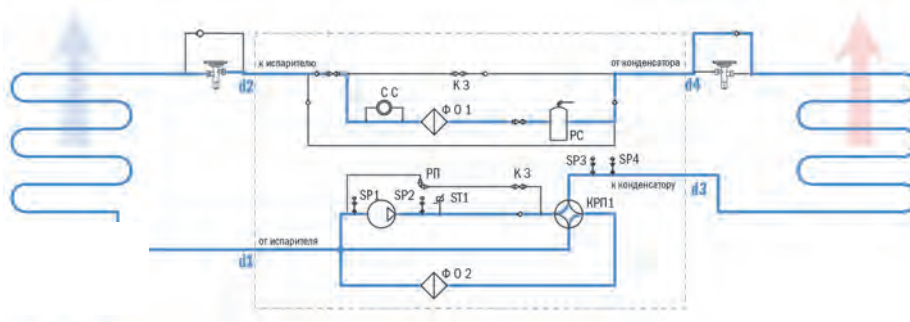 к испарителю
от конденсатора
d2
d4
К З
С С
Ф О 1
РС
SP3
SP4
РП
К З
к конденсатору
d3
SP1
SP2
ST1
КРП1
от испарителя
d1
Ф О 2